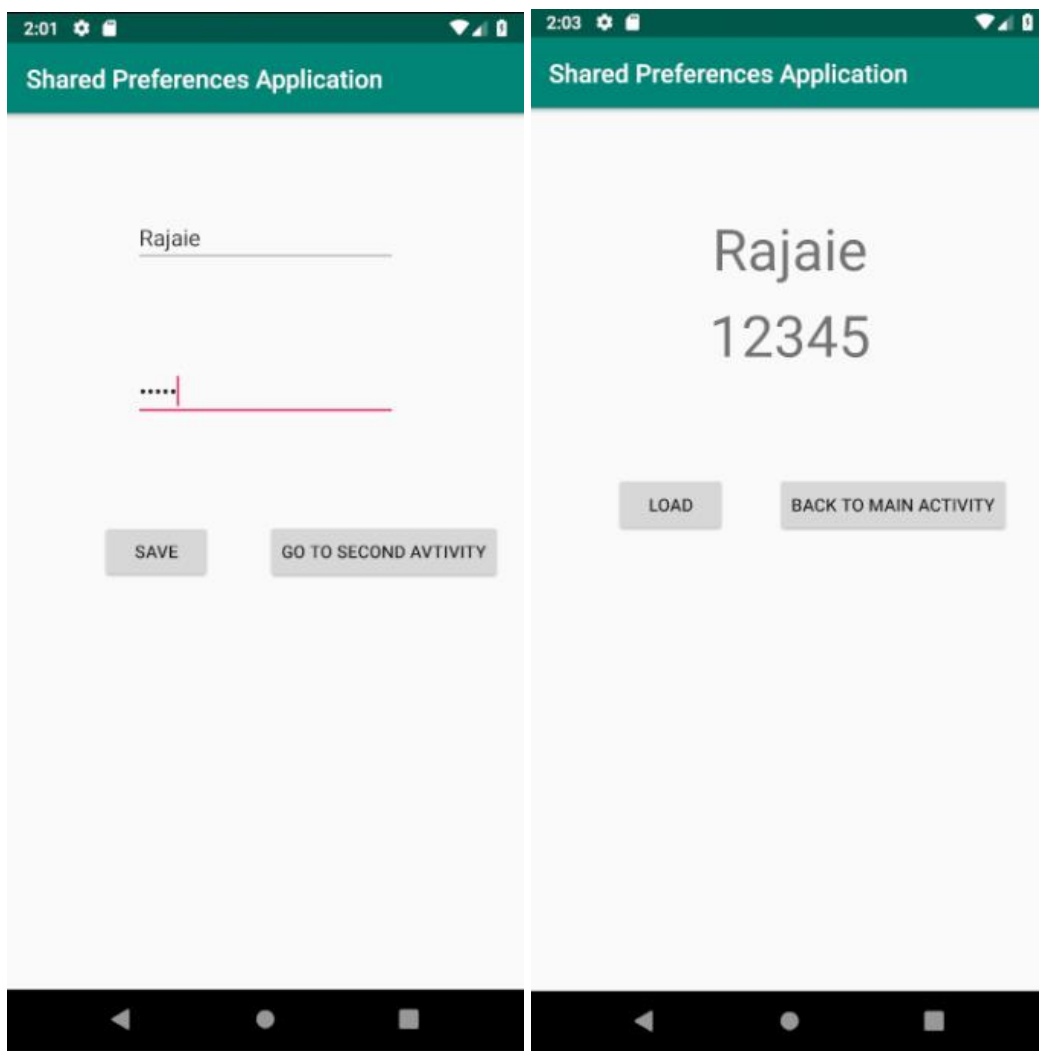 2:01
Shared Preferences Application
Rajaie
•••••
SAVE
GO TO SECOND AVTIVITY
2:03
Shared Preferences Application
Rajaie
12345
LOAD
BACK TO MAIN ACTIVITY